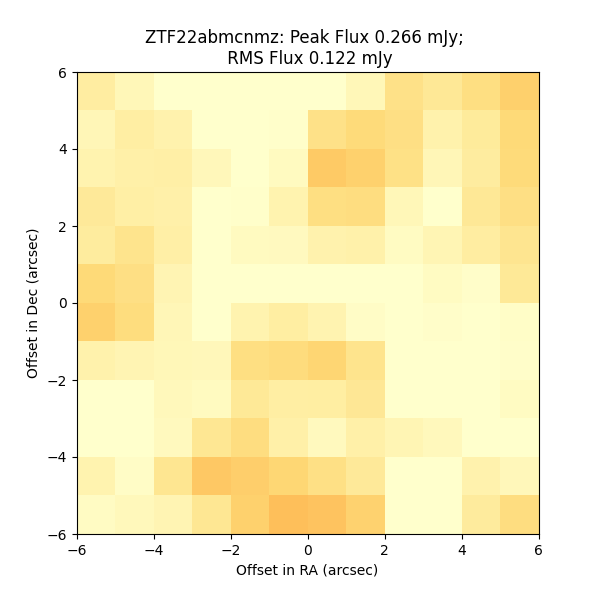 ZTF22abmcnmz: Peak Flux 0.266 mJy;
RMS Flux 0.122 mJy
6
4
2
0
−2
−4
−6
Offset in Dec (arcsec)
−6 −4 −2 0 2 4 6
Offset in RA (arcsec)